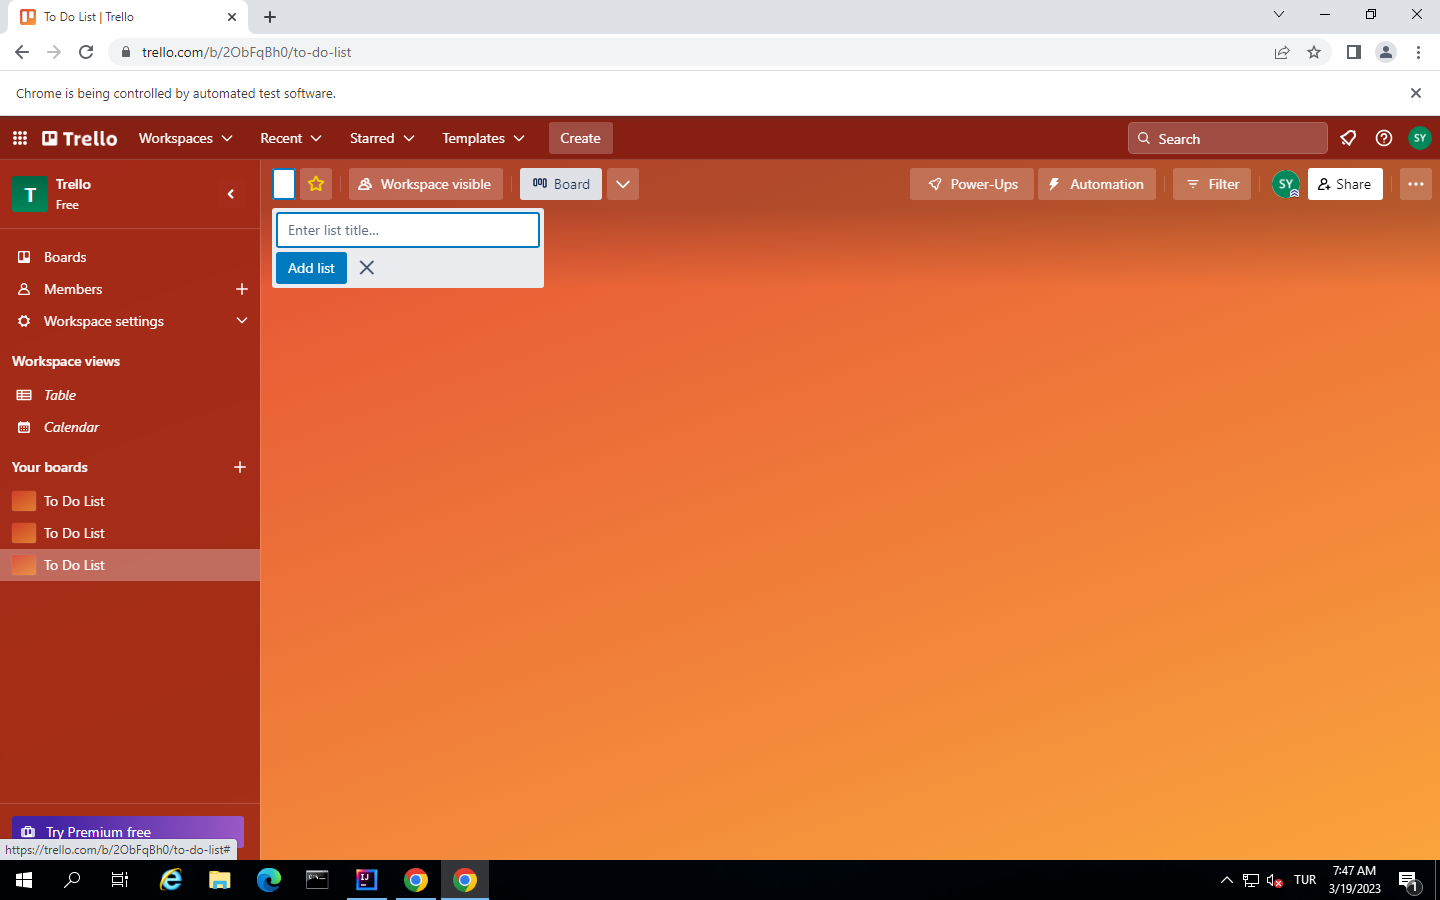 To Do List | Trello
trello.com/b/2ObFqBh0/to-do-list
Chrome is being controlled by automated test software.
Trello
Workspaces
Recent
Starred
Templates
Create
Search
SY
T
Trello
Free
Workspace visible
Board
Power-Ups
Automation
Filter
SY
Share
Enter list title...
Add list
Boards
Members
Workspace settings
Workspace views
Table
Calendar
Your boards
To Do List
To Do List
To Do List
Try Premium free
https://trello.com/b/2ObFqBh0/to-do-list#
TUR
7:47 AM
3/19/2023
1